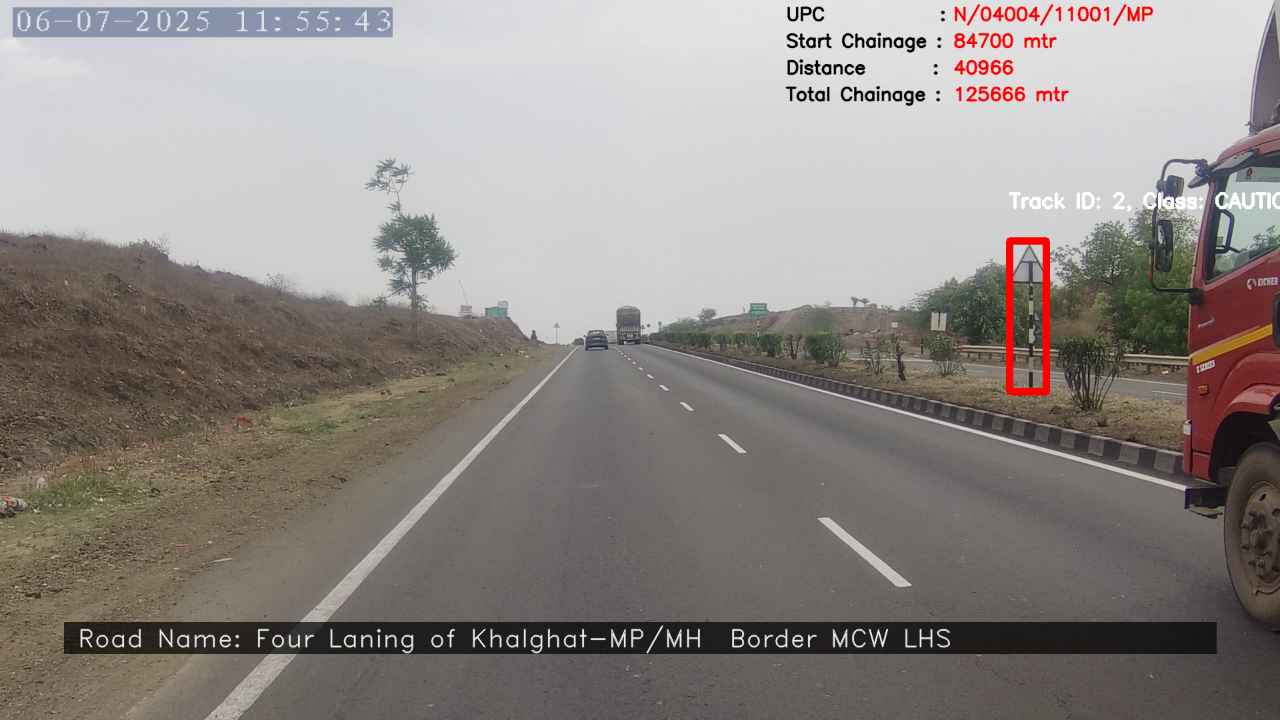 06-07-2025 11:55:43
UPC : N/04004/11001/MP
Start Chainage : 84700 mtr
Distance : 40966
Total Chainage : 125666 mtr
Track ID: 2, Class: CAUTIO
EICHER
Road Name: Four Laning of Khalghat-MP/MH Border MCW LHS